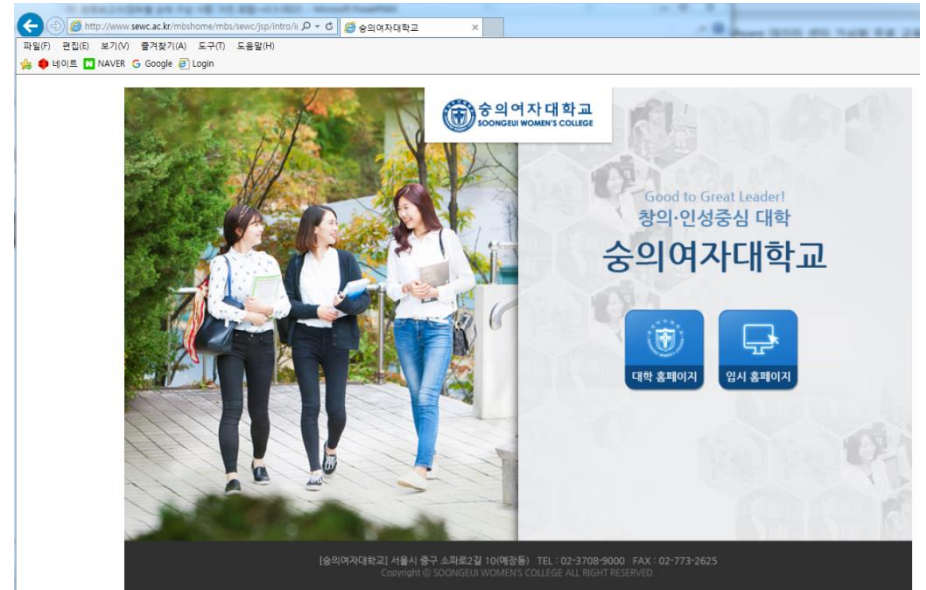 http://www.sewc.ac.kr/mbshome/mbs/sewc/jsp/intro/i
숭의여자대학교
파일(F) 편집(E) 보기(V) 즐겨찾기(A) 도구(T) 도움말(H)
네이트 NAVER Google Login
숭의여자대학교
SOONGEUI WOMEN'S COLLEGE
Good to Great Leader!
창의·인성중심 대학
숭의여자대학교
대학 홈페이지
입시 홈페이지
[숭의여자대학교] 서울시 중구 소파로2길 10(예장동) TEL : 02-3708-9000 FAX : 02-773-2625
Copyright © SOONGEUI WOMEN'S COLLEGE ALL RIGHT RESERVED.